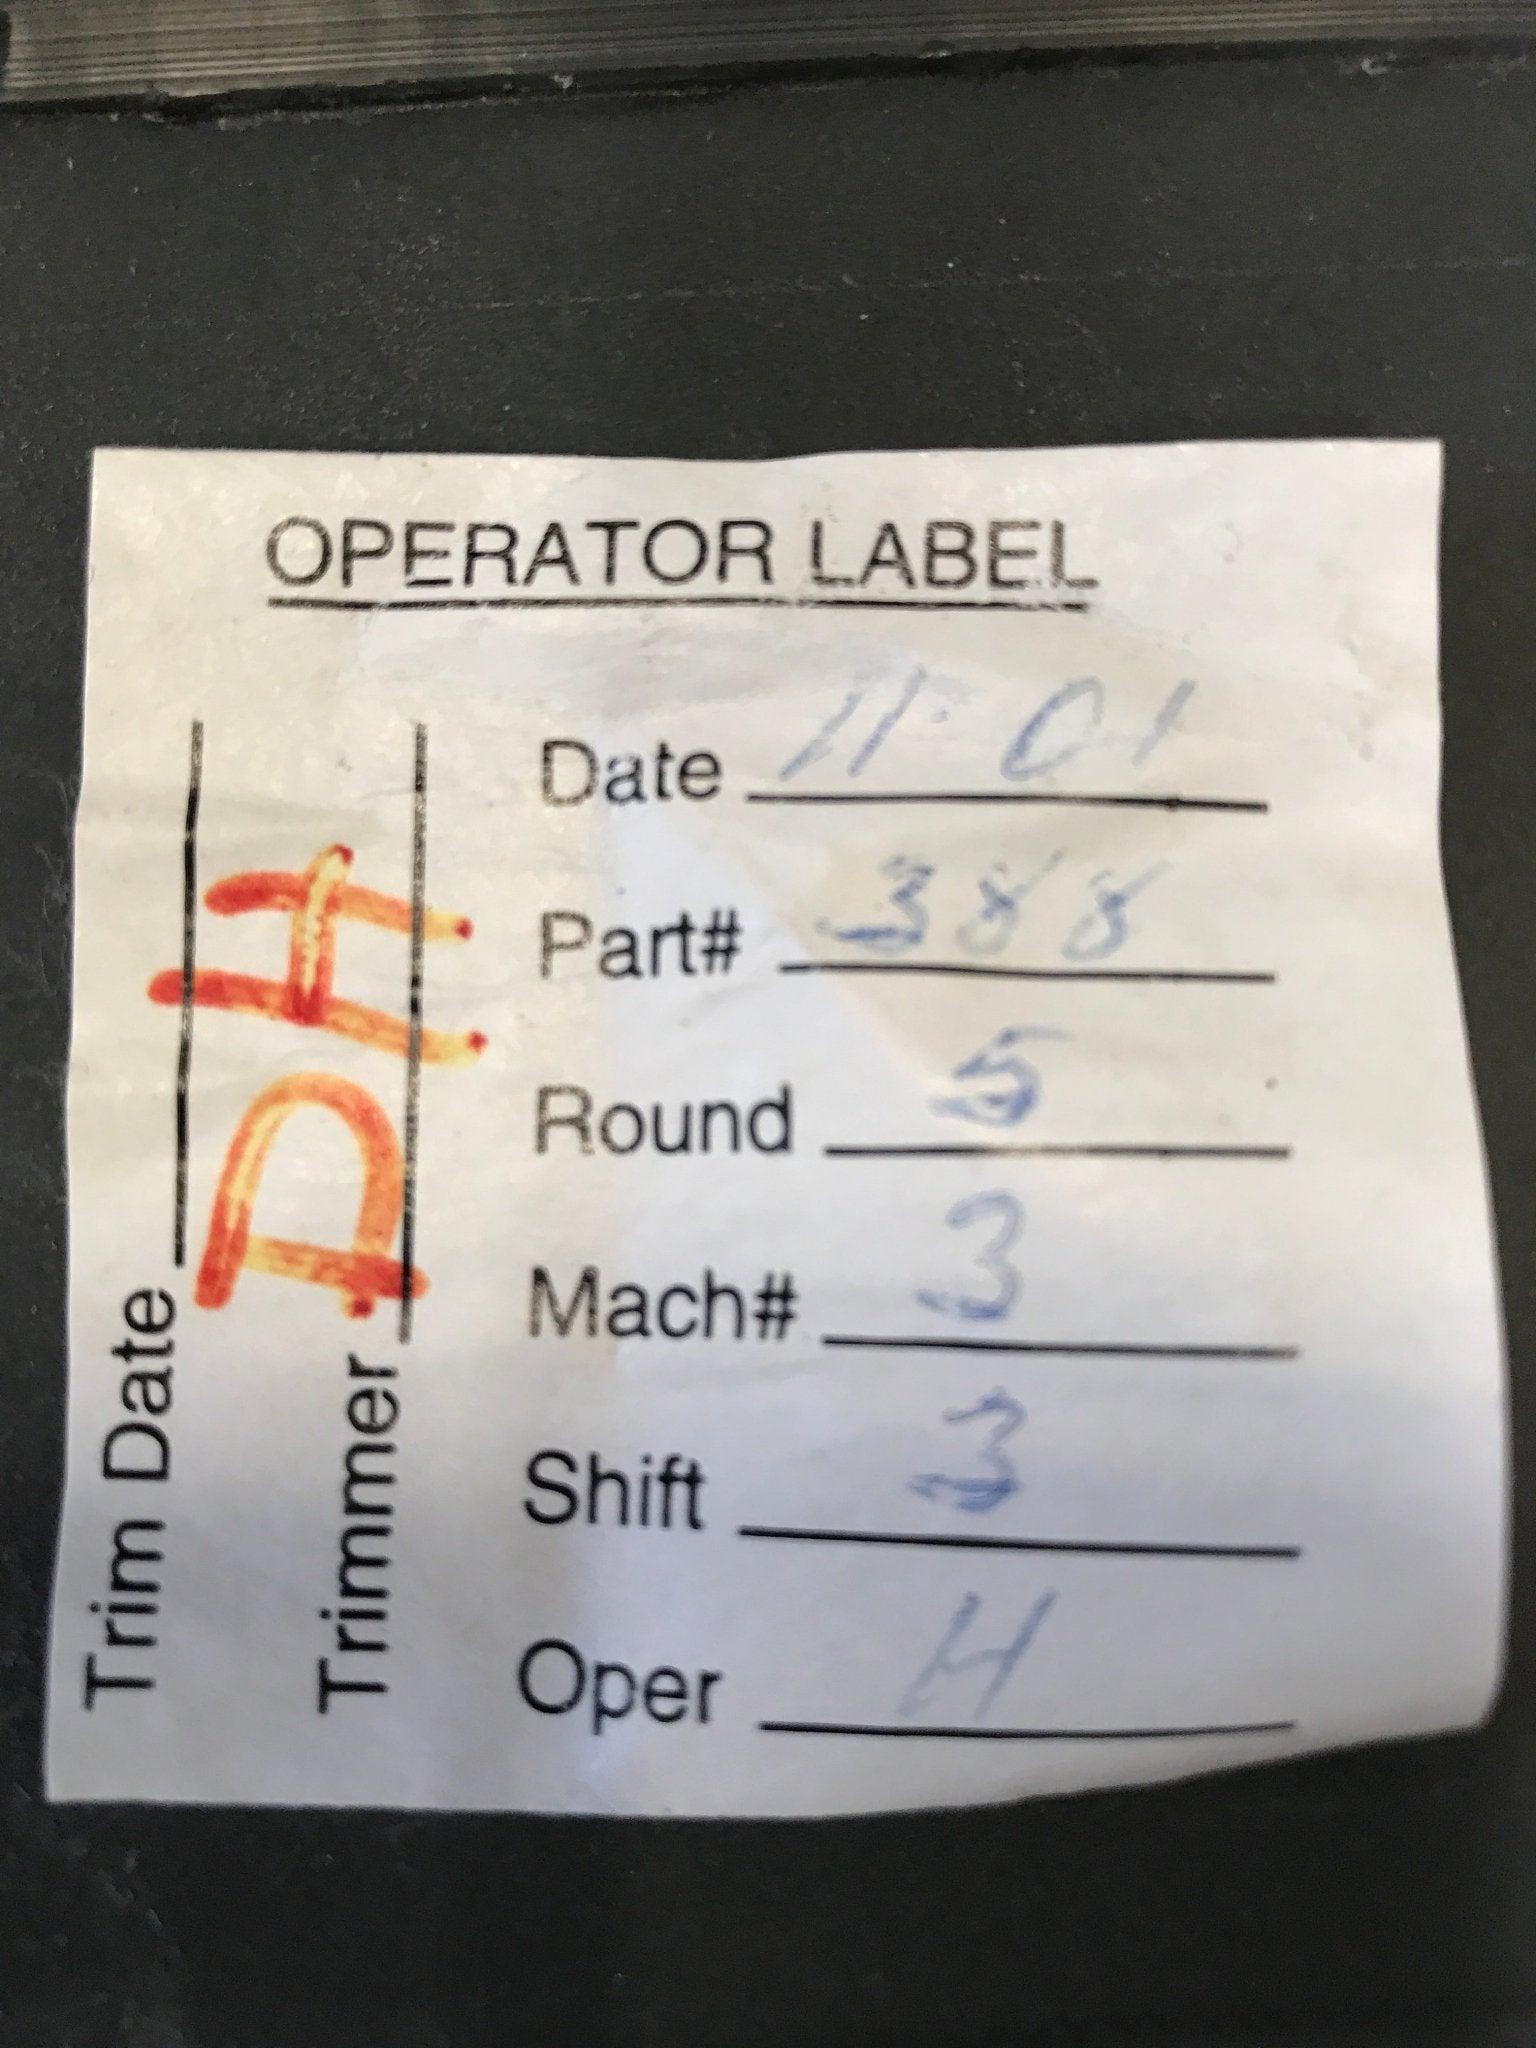 OPERATOR LABEL
Date 11 01
Part# 388
Round 5
Mach# 3
Shift 3
Oper H
Trim Date
Trimmer DH